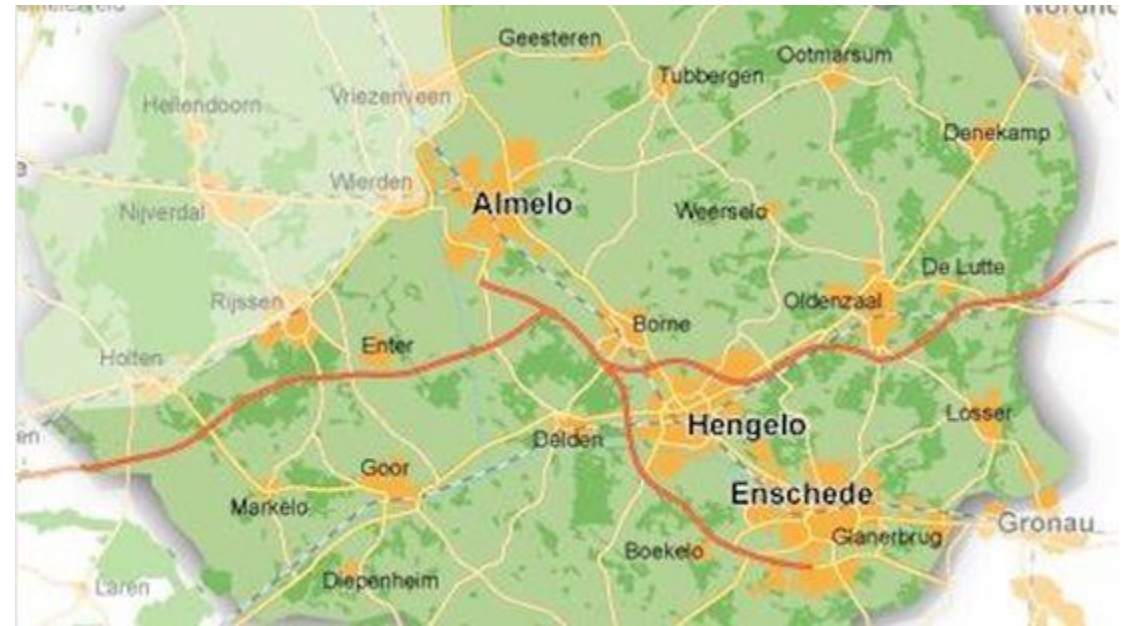 Geesteren
Ootmarsum
Tubbergen
Vriezenveen
Hellendoorn
Denekamp
Wierden
Almelo
Nijverdal
Weerselo
De Lutte
Rijssen
Oldenzaal
Borne
Enter
Holten
Losser
Hengelo
Delden
Goor
Enschede
Markelo
Gronau
Glanerbrug
Boekelo
Diepenheim
Laren